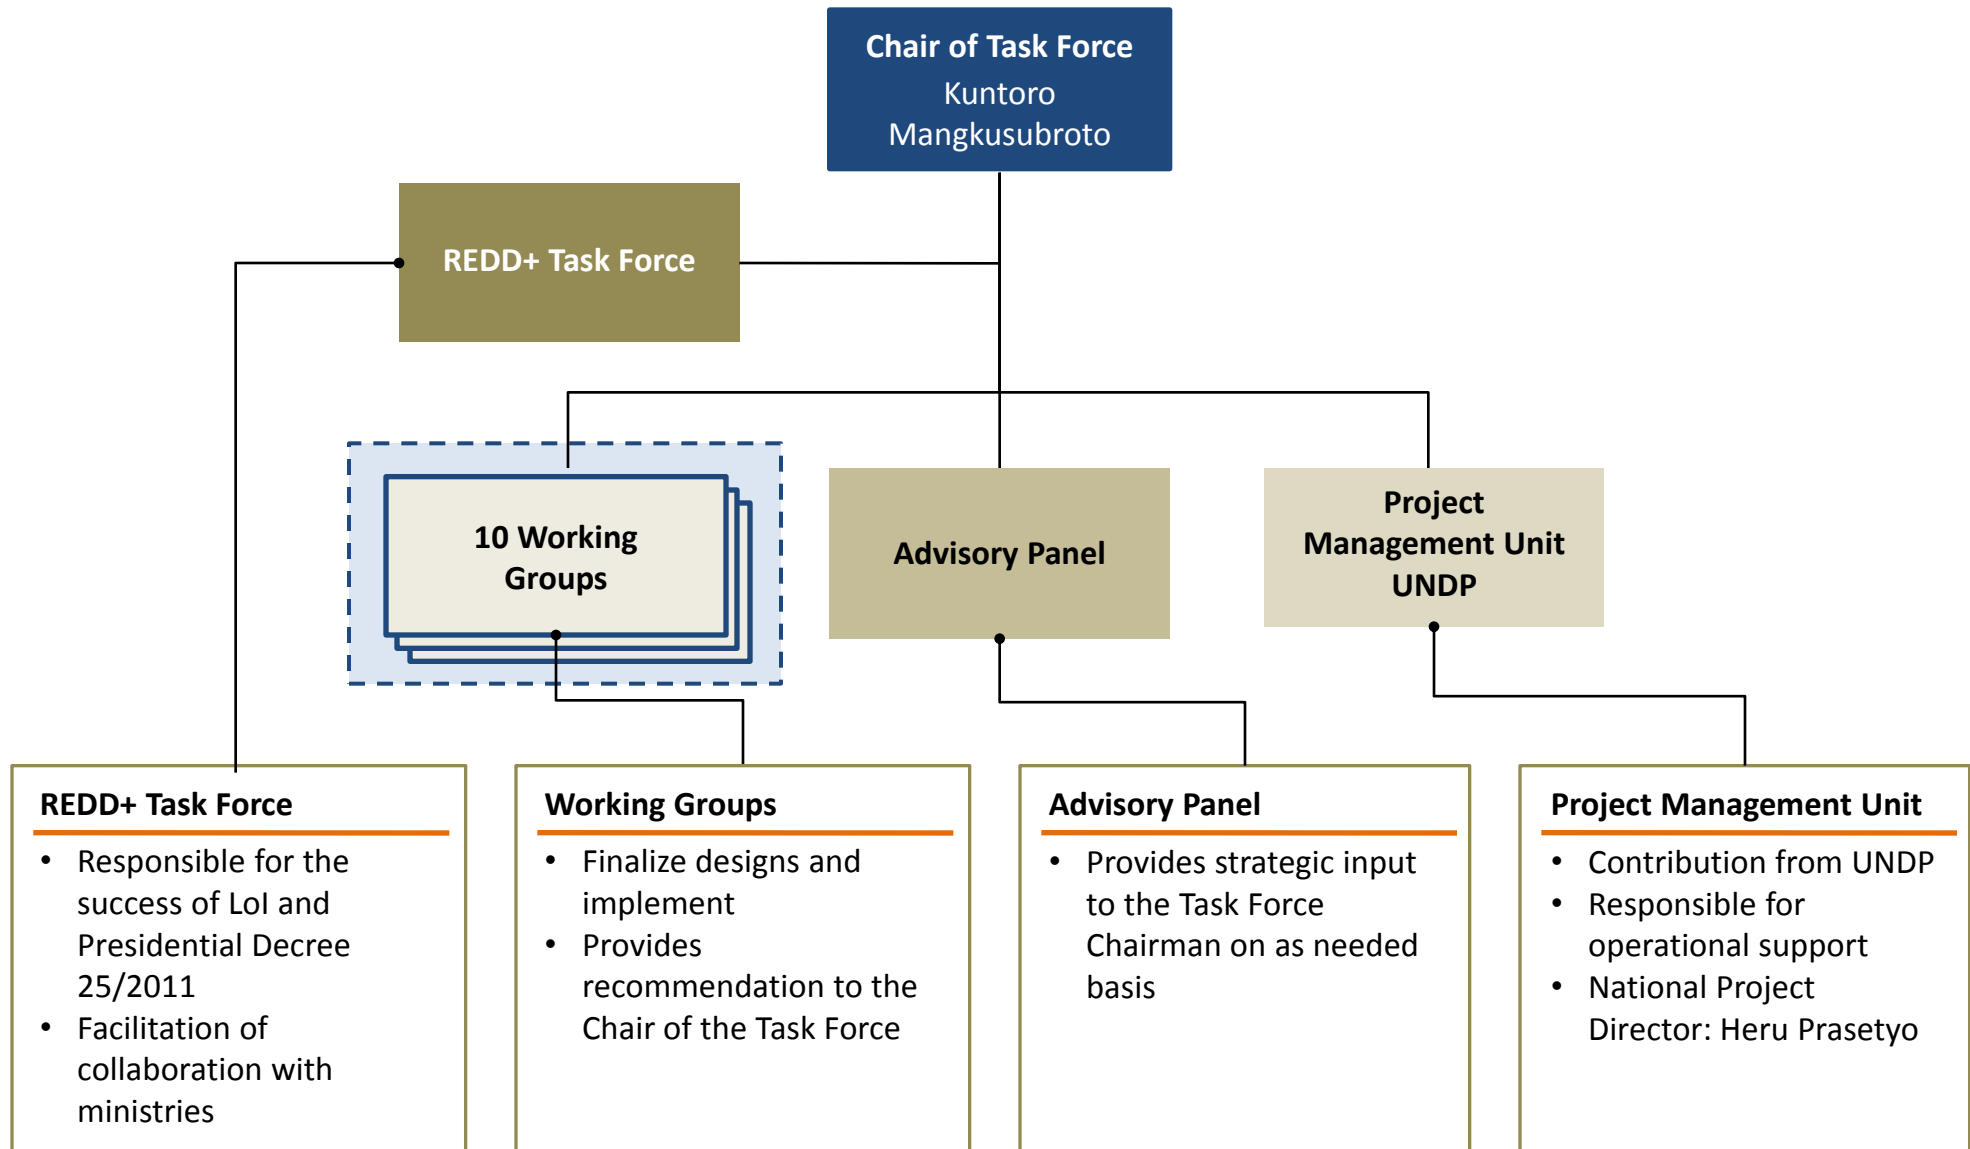 Chair of Task Force
Kuntoro
Mangkusubroto
REDD+ Task Force
10 Working
Groups
Advisory Panel
Project
Management Unit
UNDP
REDD+ Task Force
• Responsible for the
success of LoI and
Presidential Decree
25/2011
• Facilitation of
collaboration with
ministries
Working Groups
• Finalize designs and
implement
• Provides
recommendation to the
Chair of the Task Force
Advisory Panel
• Provides strategic input
to the Task Force
Chairman on as needed
basis
Project Management Unit
• Contribution from UNDP
• Responsible for
operational support
• National Project
Director: Heru Prasetyo